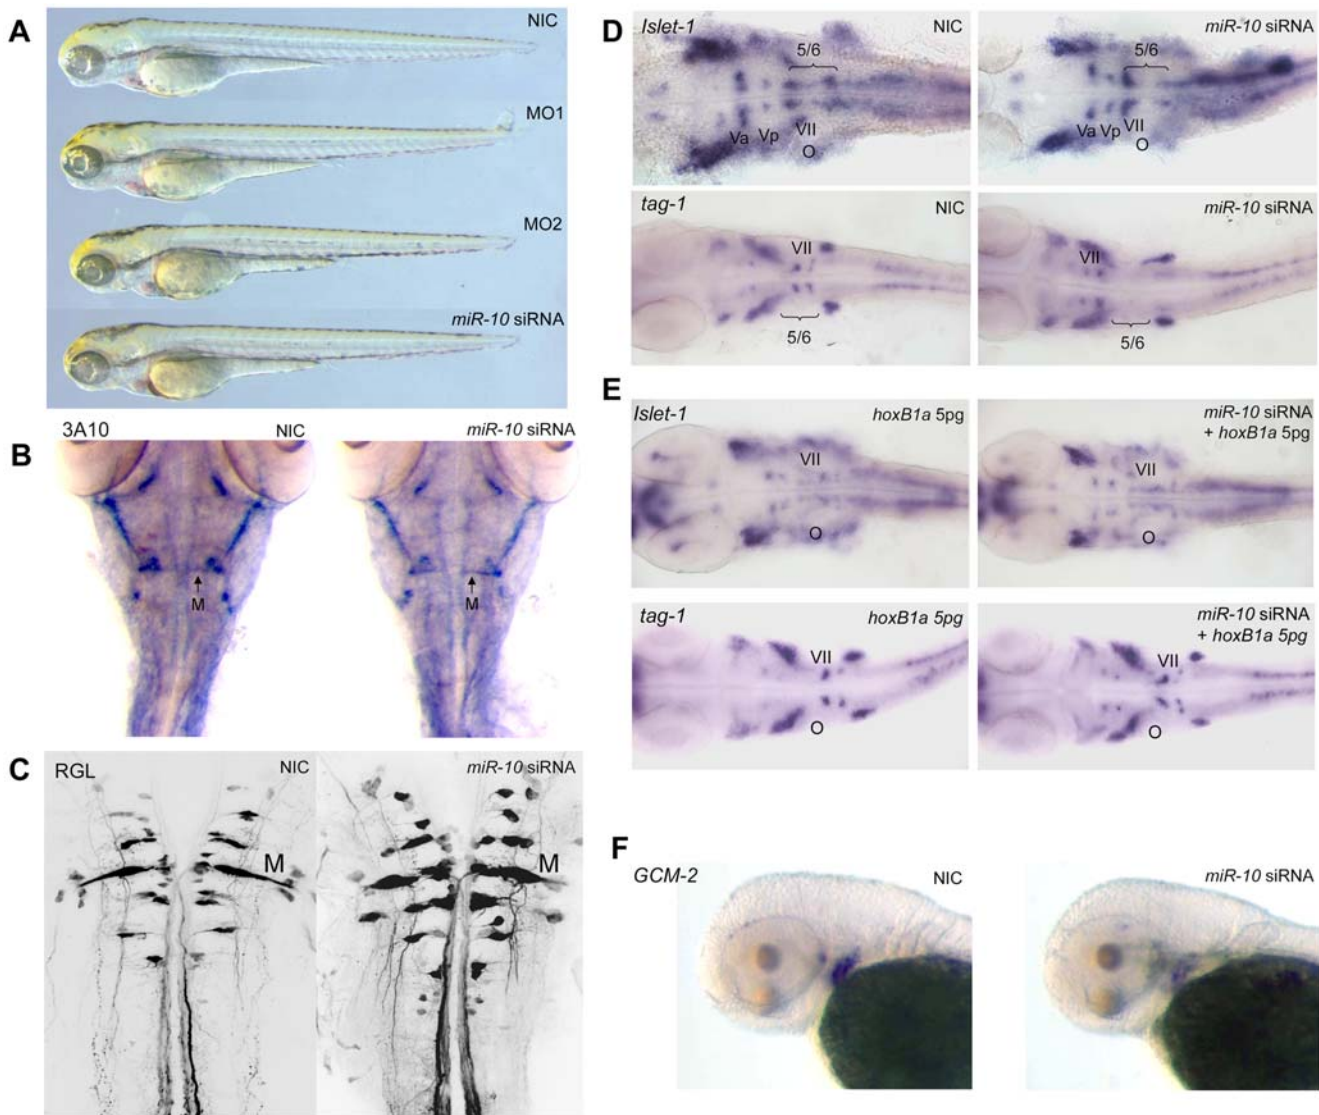 A
NIC
MO1
MO2
miR-10 siRNA
B
3A10
NIC
miR-10 siRNA
M
M
C
RGL
NIC
miR-10 siRNA
M
M
D
Islet-1
NIC
5/6
Va
Vp
VII
O
miR-10 siRNA
5/6
Va
Vp
VII
O
tag-1
NIC
VII
5/6
miR-10 siRNA
VII
5/6
E
Islet-1
hoxB1a 5pg
VII
O
miR-10 siRNA
+ hoxB1a 5pg
VII
O
tag-1
hoxB1a 5pg
VII
O
miR-10 siRNA
+ hoxB1a 5pg
VII
O
F
GCM-2
NIC
miR-10 siRNA